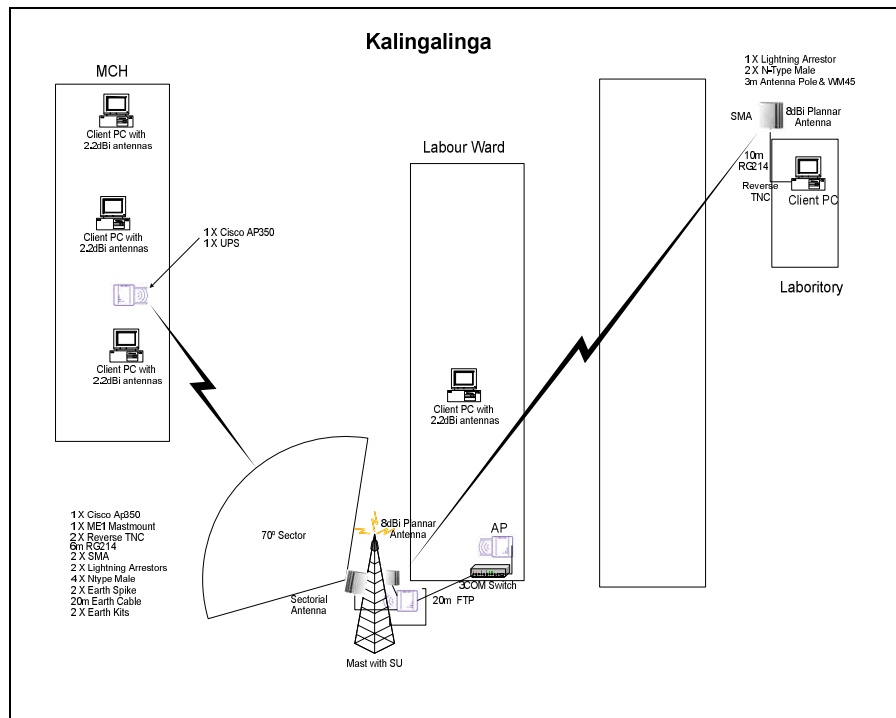 Kalingalinga
MCH
Client PC with
2.2dBi antennas
Client PC with
2.2dBi antennas
1 X Cisco AP350
1 X UPS
Client PC with
2.2dBi antennas
Labour Ward
Client PC with
2.2dBi antennas
1 X Lightning Arrestor
2 X N-Type Male
3m Antenna Pole & WM45
SMA
8dBi Plannar
Antenna
10m
RG214
Reverse
TNC
Client PC
Laboritory
1 X Cisco Ap350
1 X ME1 Mastmount
2 X Reverse TNC
6m RG214
2 X SMA
2 X Lightning Arrestors
4 X Ntype Male
2 X Earth Spike
20m Earth Cable
2 X Earth Kits
70º Sector
8dBi Plannar
Antenna
AP
3COM Switch
Sectorial
Antenna
20m FTP
Mast with SU